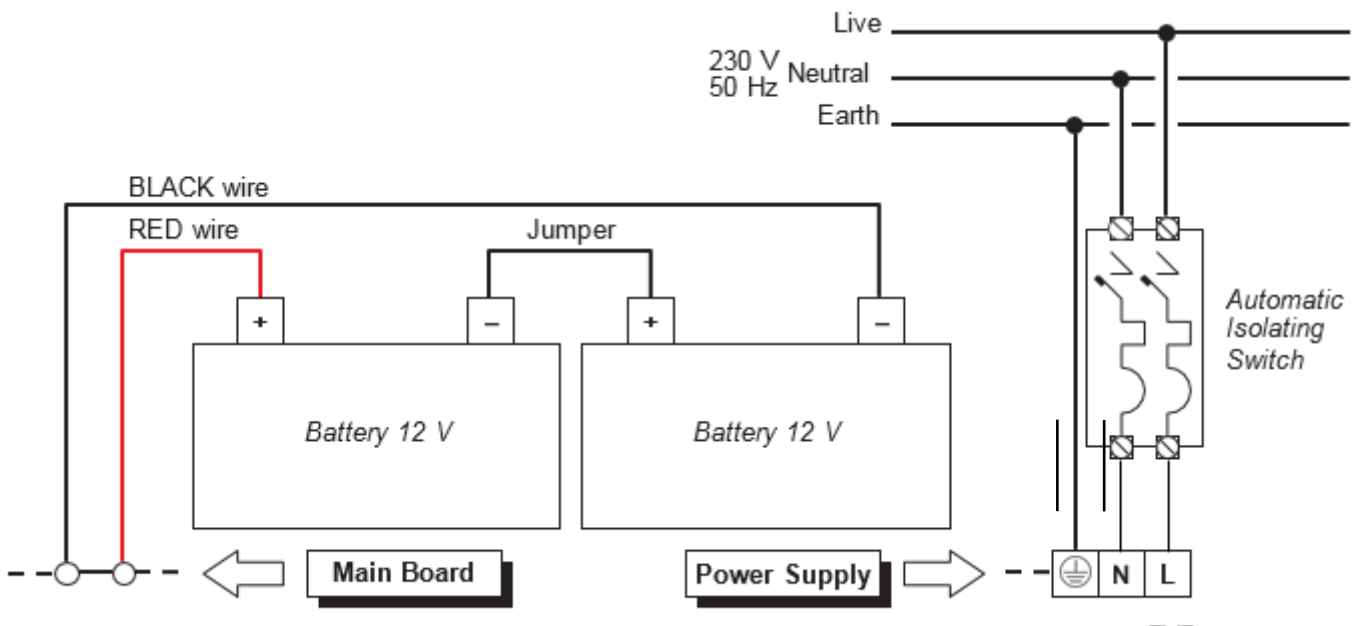 Live
230 V
50 Hz
Neutral
Earth
BLACK wire
RED wire
Jumper
+
–
+
–
Automatic
Isolating
Switch
Battery 12 V
Battery 12 V
Main Board
Power Supply
N
L